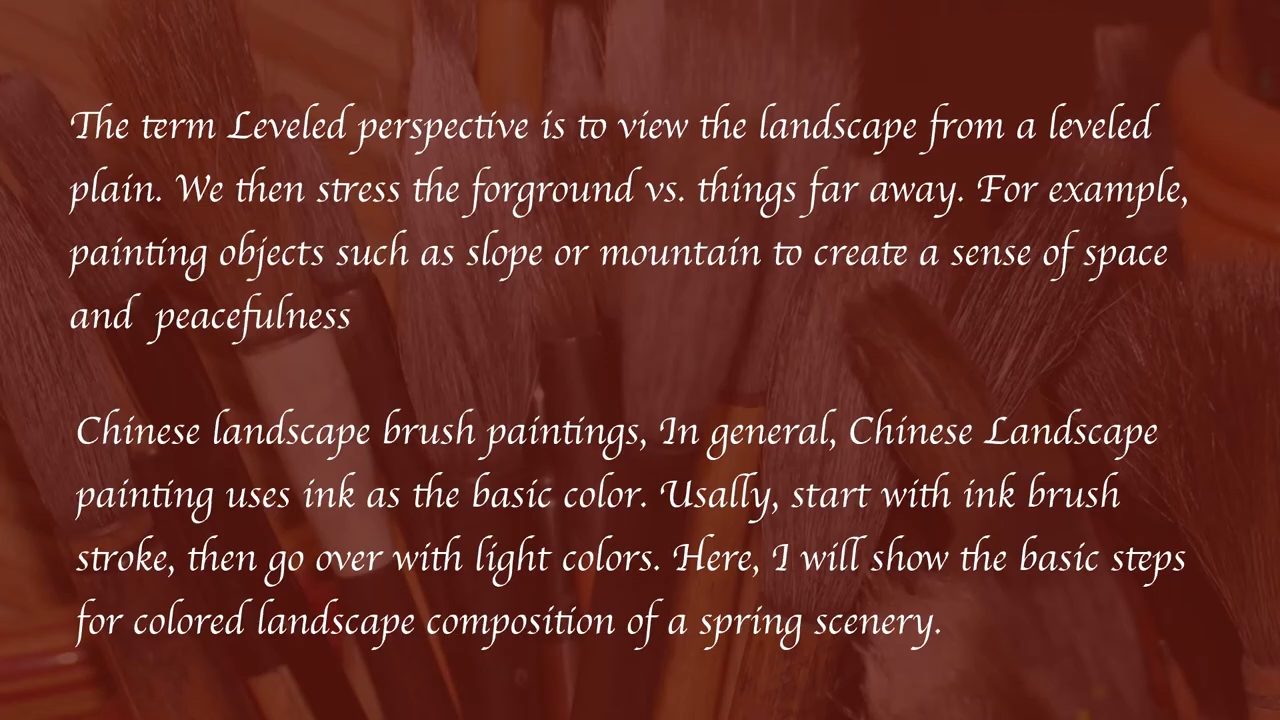 The term Leveled perspective is to view the landscape from a leveled
plain. We then stress the forground vs. things far away. For example,
painting objects such as slope or mountain to create a sense of space
and  peacefulness
Chinese landscape brush paintings, In general, Chinese Landscape
painting uses ink as the basic color. Usally, start with ink brush
stroke, then go over with light colors. Here, I will show the basic steps
for colored landscape composition of a spring scenery.